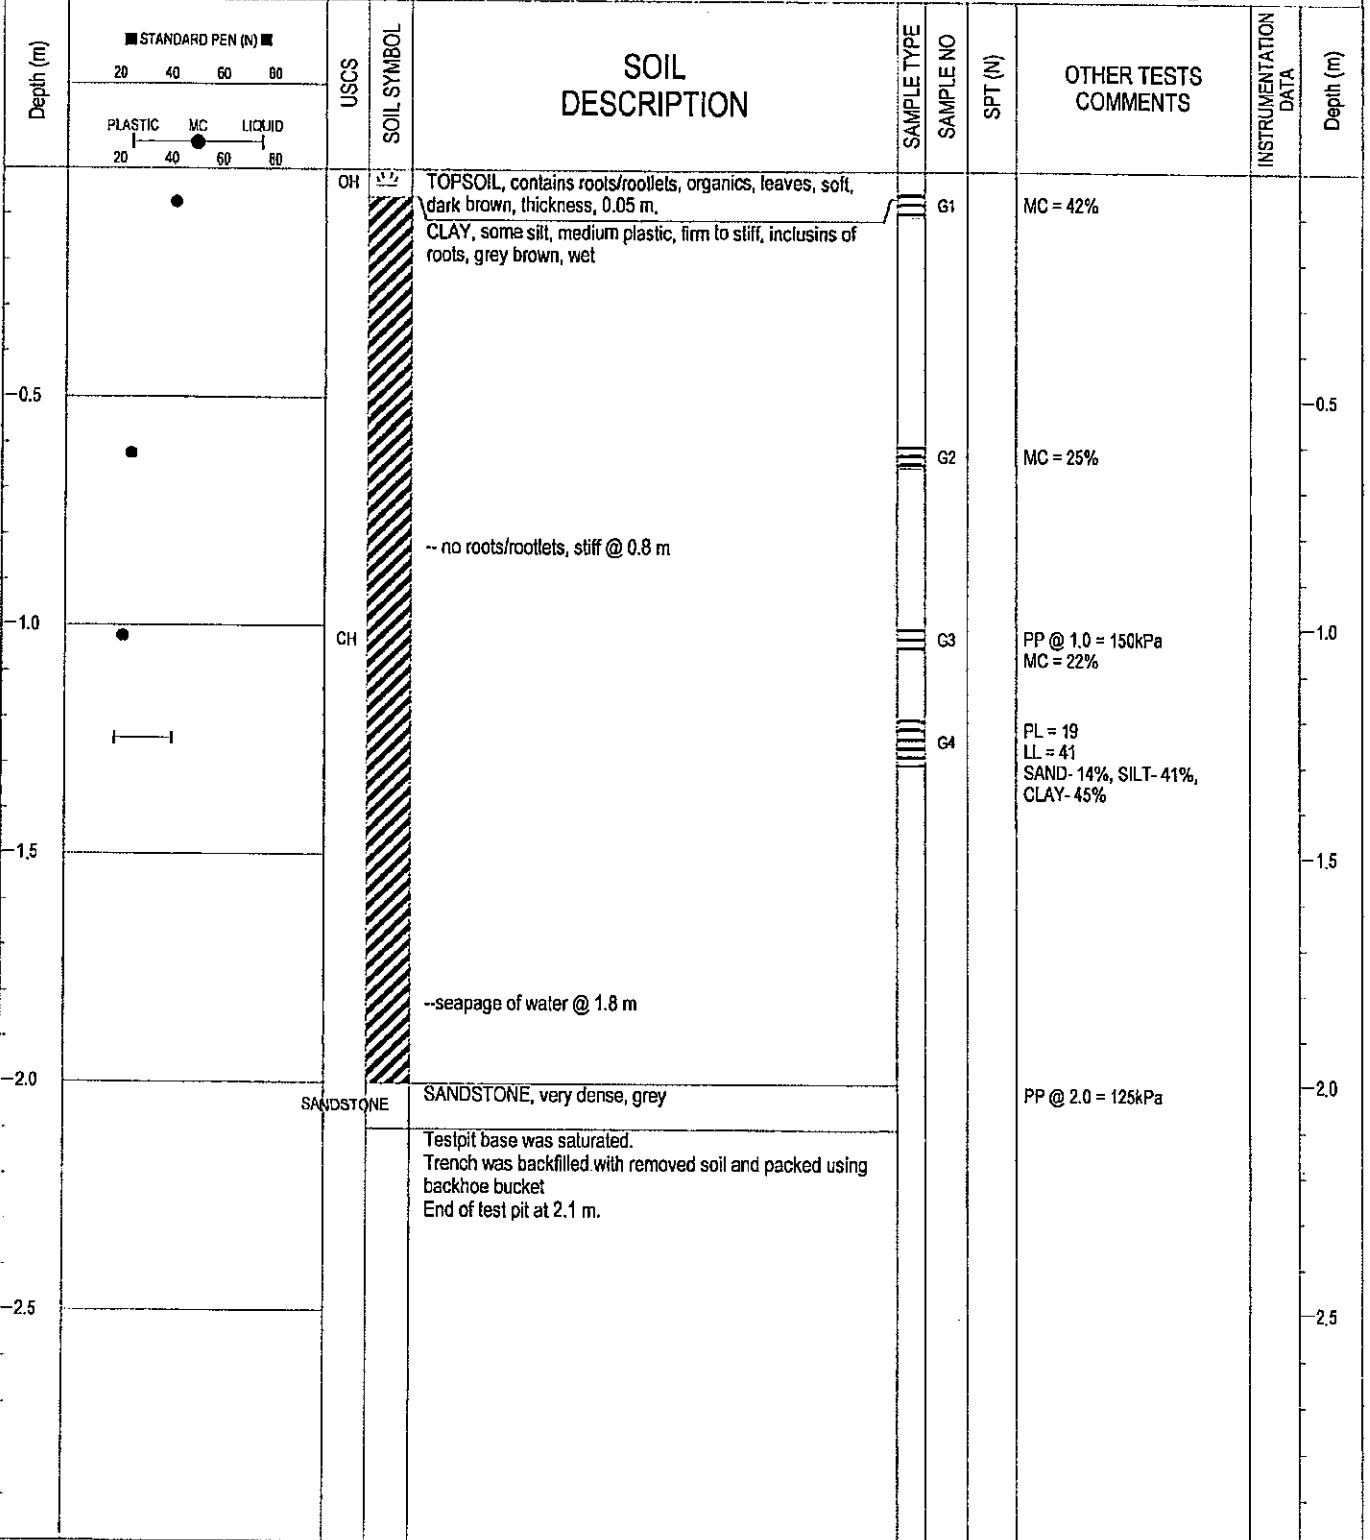 Depth (m)
■ STANDARD PEN (N) ■
20 40 60 80
PLASTIC MC LIQUID
20 40 60 80
USCS
SOIL SYMBOL
SOIL
DESCRIPTION
SAMPLE TYPE
SAMPLE NO
SPT (N)
OTHER TESTS
COMMENTS
INSTRUMENTATION
DATA
Depth (m)
OH
TOPSOIL, contains roots/rootlets, organics, leaves, soft,
dark brown, thickness, 0.05 m.
G1
MC = 42%
CLAY, some silt, medium plastic, firm to stiff, inclusins of
roots, grey brown, wet
-0.5
-0.5
G2
MC = 25%
-- no roots/rootlets, stiff @ 0.8 m
-1.0
CH
G3
PP @ 1.0 = 150kPa
-1.0
MC = 22%
G4
PL = 19
LL = 41
SAND- 14%, SILT- 41%,
CLAY- 45%
-1.5
-1.5
--seapage of water @ 1.8 m
-2.0
-2.0
SANDSTONE
SANDSTONE, very dense, grey
PP @ 2.0 = 125kPa
Testpit base was saturated.
Trench was backfilled with removed soil and packed using
backhoe bucket
End of test pit at 2.1 m.
-2.5
-2.5